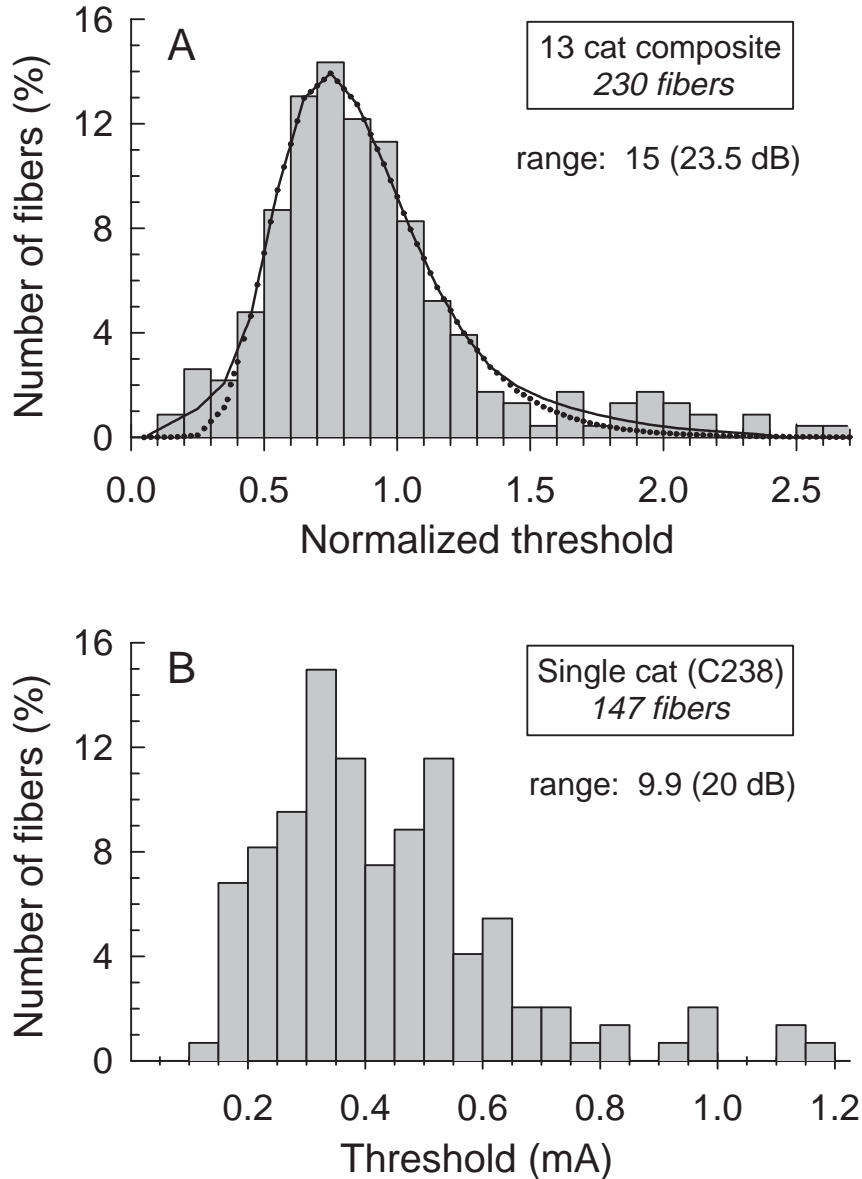 A
13 cat composite
230 fibers
range: 15 (23.5 dB)
Number of fibers (%)
16
12
8
4
0
0.0 0.5 1.0 1.5 2.0 2.5
Normalized threshold
B
Single cat (C238)
147 fibers
range: 9.9 (20 dB)
Number of fibers (%)
16
12
8
4
0
0.2 0.4 0.6 0.8 1.0 1.2
Threshold (mA)